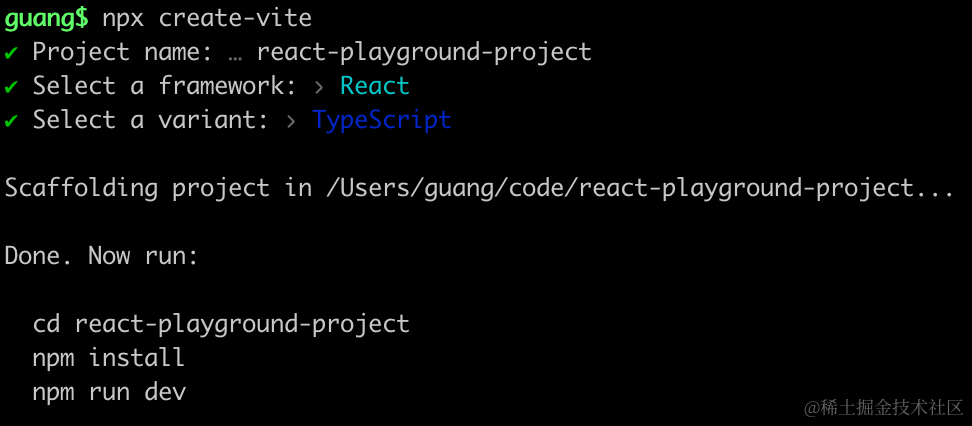 guang$ npx create-vite
✔ Project name: … react-playground-project
✔ Select a framework: › React
✔ Select a variant: › TypeScript
Scaffolding project in /Users/guang/code/react-playground-project...
Done. Now run:
cd react-playground-project
npm install
npm run dev
@稀土掘金技术社区